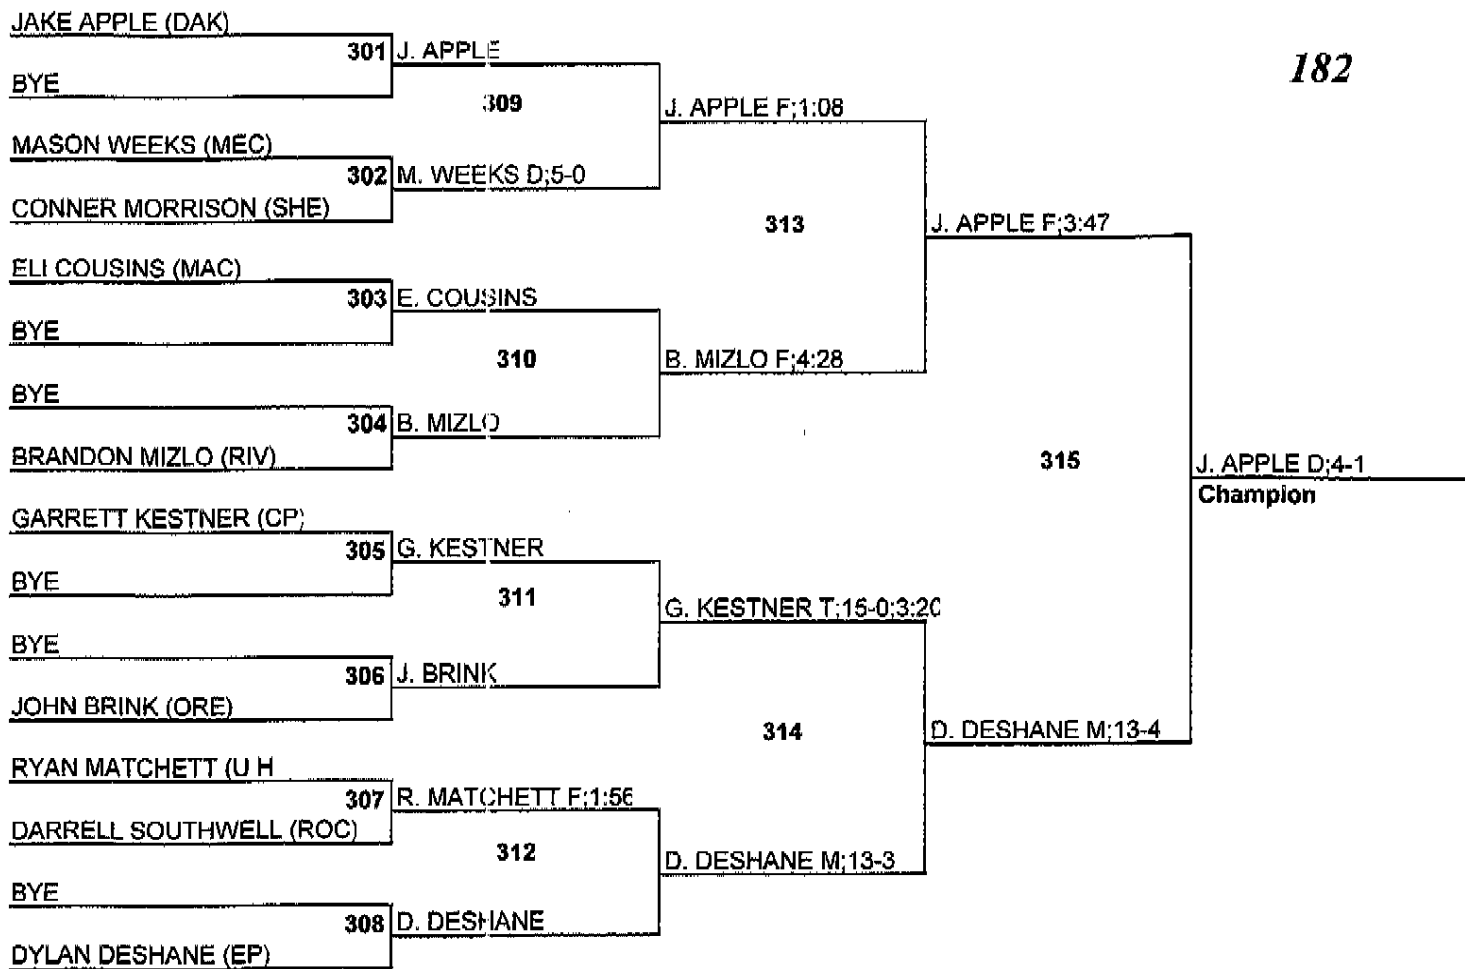 JAKE APPLE (DAK)
301 J. APPLE
BYE
182
309
J. APPLE F;1:08
MASON WEEKS (MEC)
302 M. WEEKS D;5-0
CONNER MORRISON (SHE)
313
J. APPLE F;3:47
ELI COUSINS (MAC)
303 E. COUSINS
BYE
310
B. MIZLO F;4:28
BYE
304 B. MIZLO
BRANDON MIZLO (RIV)
315
J. APPLE D;4-1
Champion
GARRETT KESTNER (CP)
305 G. KESTNER
BYE
311
G. KESTNER T;15-0;3:20
BYE
306 J. BRINK
JOHN BRINK (ORE)
314
D. DESHANE M;13-4
RYAN MATCHETT (U H
307 R. MATCHETT F;1:56
DARRELL SOUTHWELL (ROC)
312
D. DESHANE M;13-3
BYE
308 D. DESHANE
DYLAN DESHANE (EP)